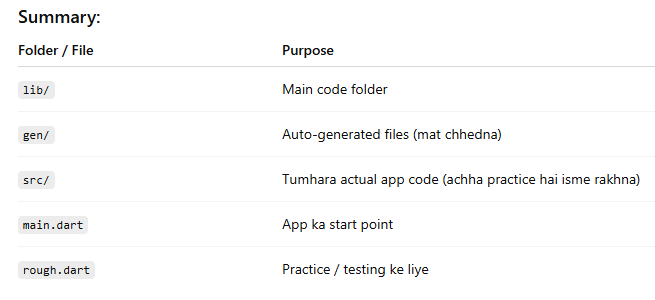 Summary:
Folder / File Purpose
lib/ Main code folder
gen/ Auto-generated files (mat chhedna)
src/ Tumhara actual app code (achha practice hai isme rakhna)
main.dart App ka start point
rough.dart Practice / testing ke liye